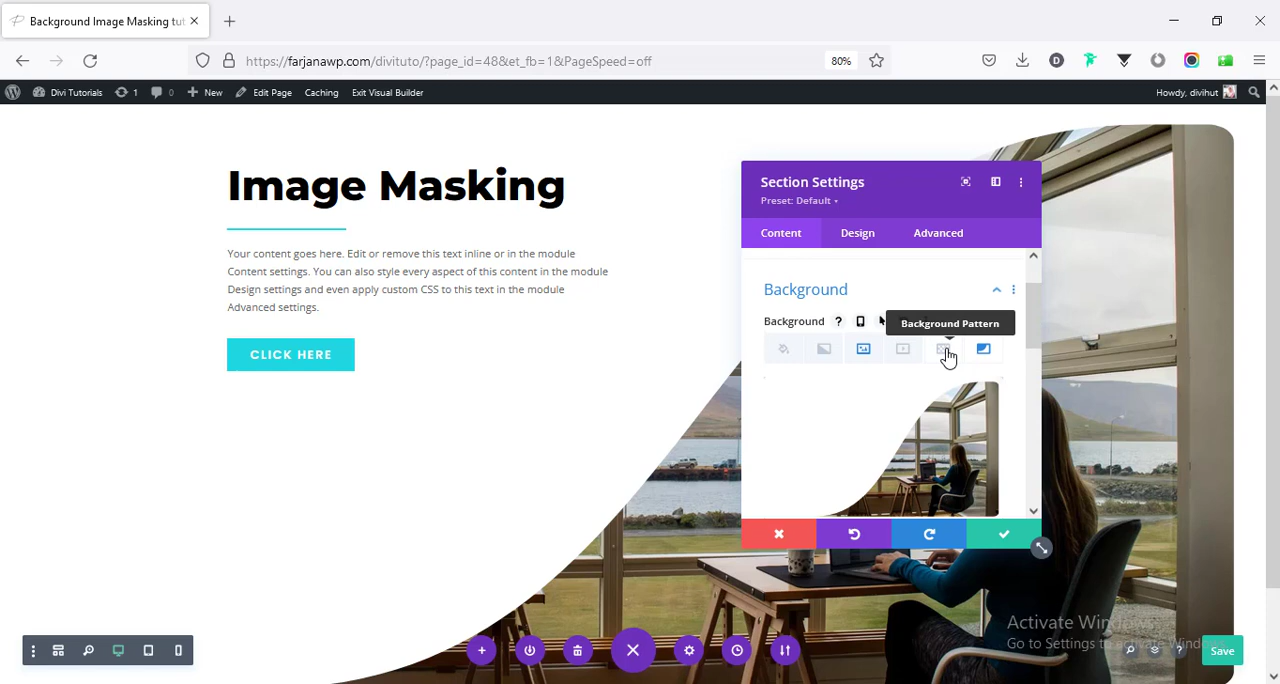 Background Image Masking tut
https://farjanawp.com/divituto/?page_id=48&et_fb=1&PageSpeed=off
80%
Divi Tutorials
1
0
New
Edit Page
Caching
Exit Visual Builder
Howdy, divihut
Image Masking
Your content goes here. Edit or remove this text inline or in the module
Content settings. You can also style every aspect of this content in the module
Design settings and even apply custom CSS to this text in the module
Advanced settings.
CLICK HERE
Section Settings
Preset: Default
Content
Design
Advanced
Background
Background
?
Background Pattern
Activate Windows
Go to Settings to activate Windows
?
Save